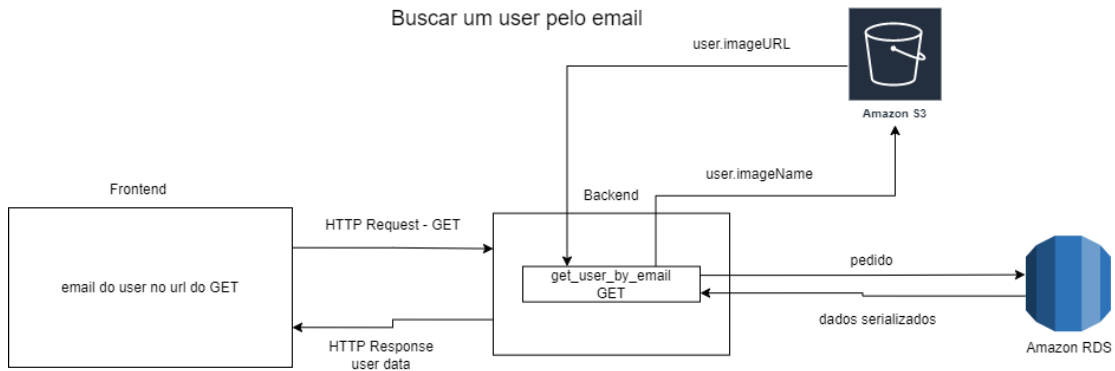 Buscar um user pelo email
user.imageURL
Amazon S3
user.imageName
Frontend
Backend
HTTP Request - GET
email do user no url do GET
get_user_by_email
GET
pedido
dados serializados
HTTP Response
user data
Amazon RDS